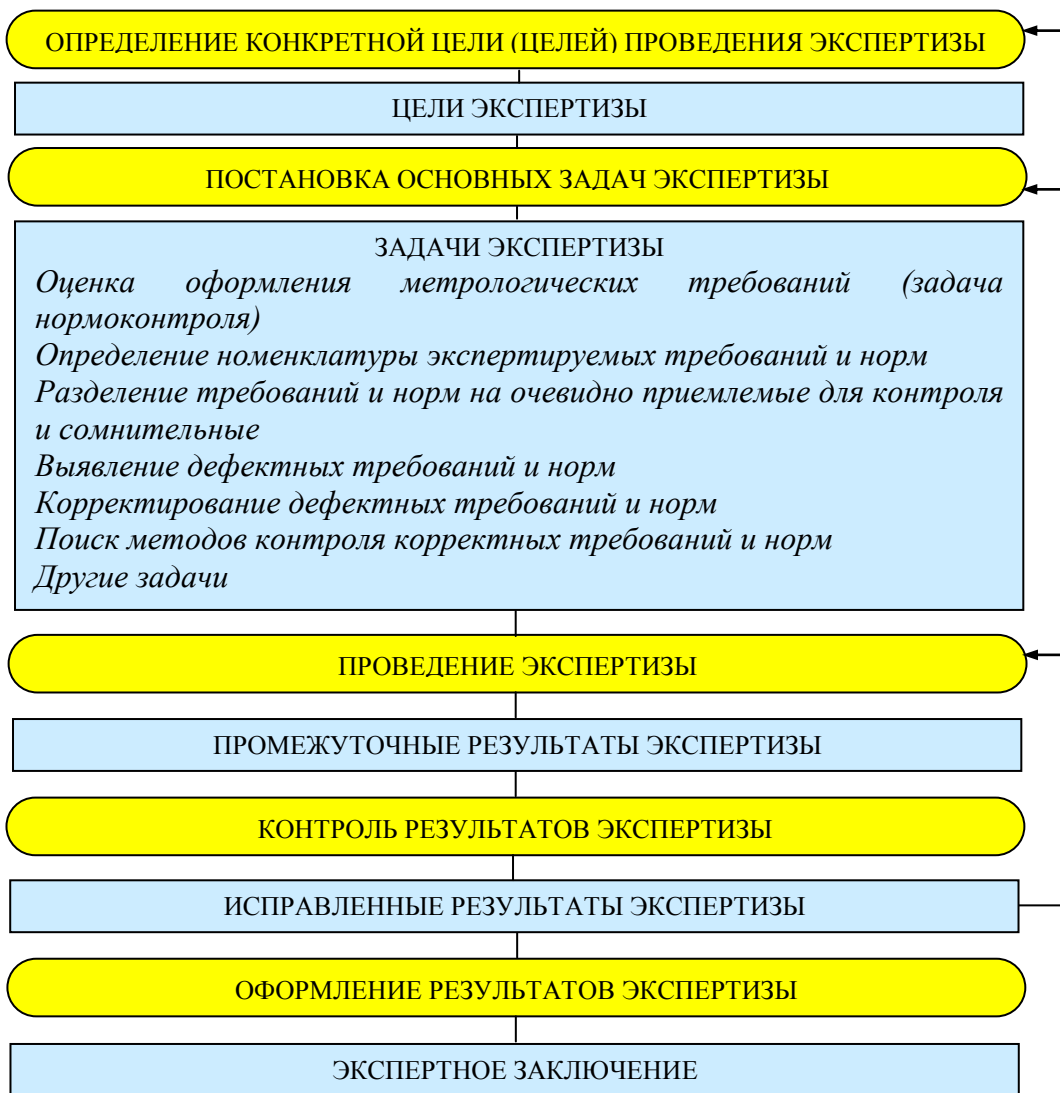 ОПРЕДЕЛЕНИЕ КОНКРЕТНОЙ ЦЕЛИ (ЦЕЛЕЙ) ПРОВЕДЕНИЯ ЭКСПЕРТИЗЫ
ЦЕЛИ ЭКСПЕРТИЗЫ
ПОСТАНОВКА ОСНОВНЫХ ЗАДАЧ ЭКСПЕРТИЗЫ
ЗАДАЧИ ЭКСПЕРТИЗЫ
Оценка оформления метрологических требований (задача
нормоконтроля)
Определение номенклатуры экспертируемых требований и норм
Разделение требований и норм на очевидно приемлемые для контроля
и сомнительные
Выявление дефектных требований и норм
Корректирование дефектных требований и норм
Поиск методов контроля корректных требований и норм
Другие задачи
ПРОВЕДЕНИЕ ЭКСПЕРТИЗЫ
ПРОМЕЖУТОЧНЫЕ РЕЗУЛЬТАТЫ ЭКСПЕРТИЗЫ
КОНТРОЛЬ РЕЗУЛЬТАТОВ ЭКСПЕРТИЗЫ
ИСПРАВЛЕННЫЕ РЕЗУЛЬТАТЫ ЭКСПЕРТИЗЫ
ОФОРМЛЕНИЕ РЕЗУЛЬТАТОВ ЭКСПЕРТИЗЫ
ЭКСПЕРТНОЕ ЗАКЛЮЧЕНИЕ